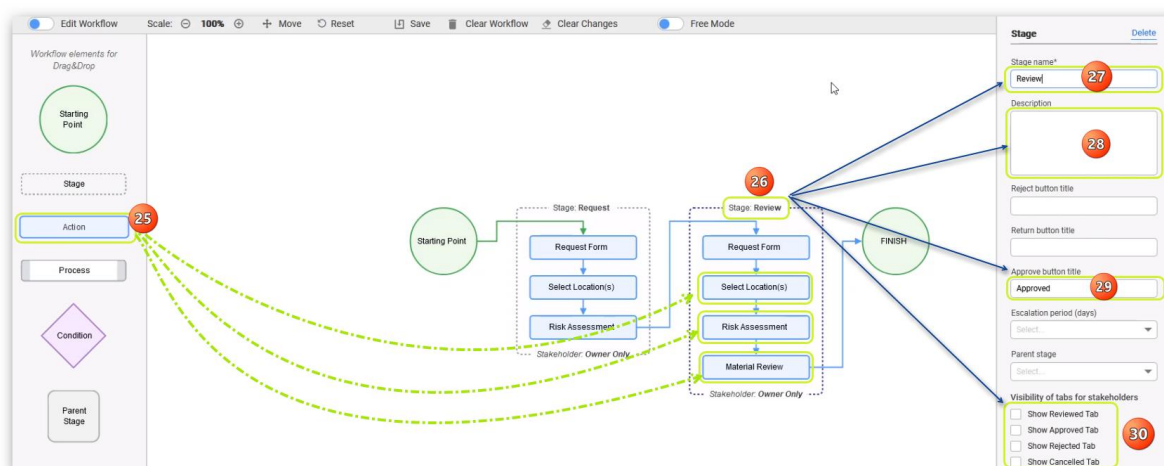 Edit Workflow
Scale:
100%
Move
Reset
Save
Clear Workflow
Clear Changes
Free Mode
Workflow elements for
Drag&Drop
Starting
Point
Stage
Action
25
Process
Condition
Parent
Stage
Starting Point
Stage: Request
Request Form
Select Location(s)
Risk Assessment
Stakeholder: Owner Only
26
Stage: Review
Request Form
Select Location(s)
Risk Assessment
Material Review
Stakeholder: Owner Only
FINISH
Stage
Delete
Stage name*
Review
27
Description
28
Reject button title
Return button title
Approve button title
Approved
29
Escalation period (days)
Select...
Parent stage
Select...
Visibility of tabs for stakeholders
Show Reviewed Tab
Show Approved Tab
Show Rejected Tab
Show Cancelled Tab
30